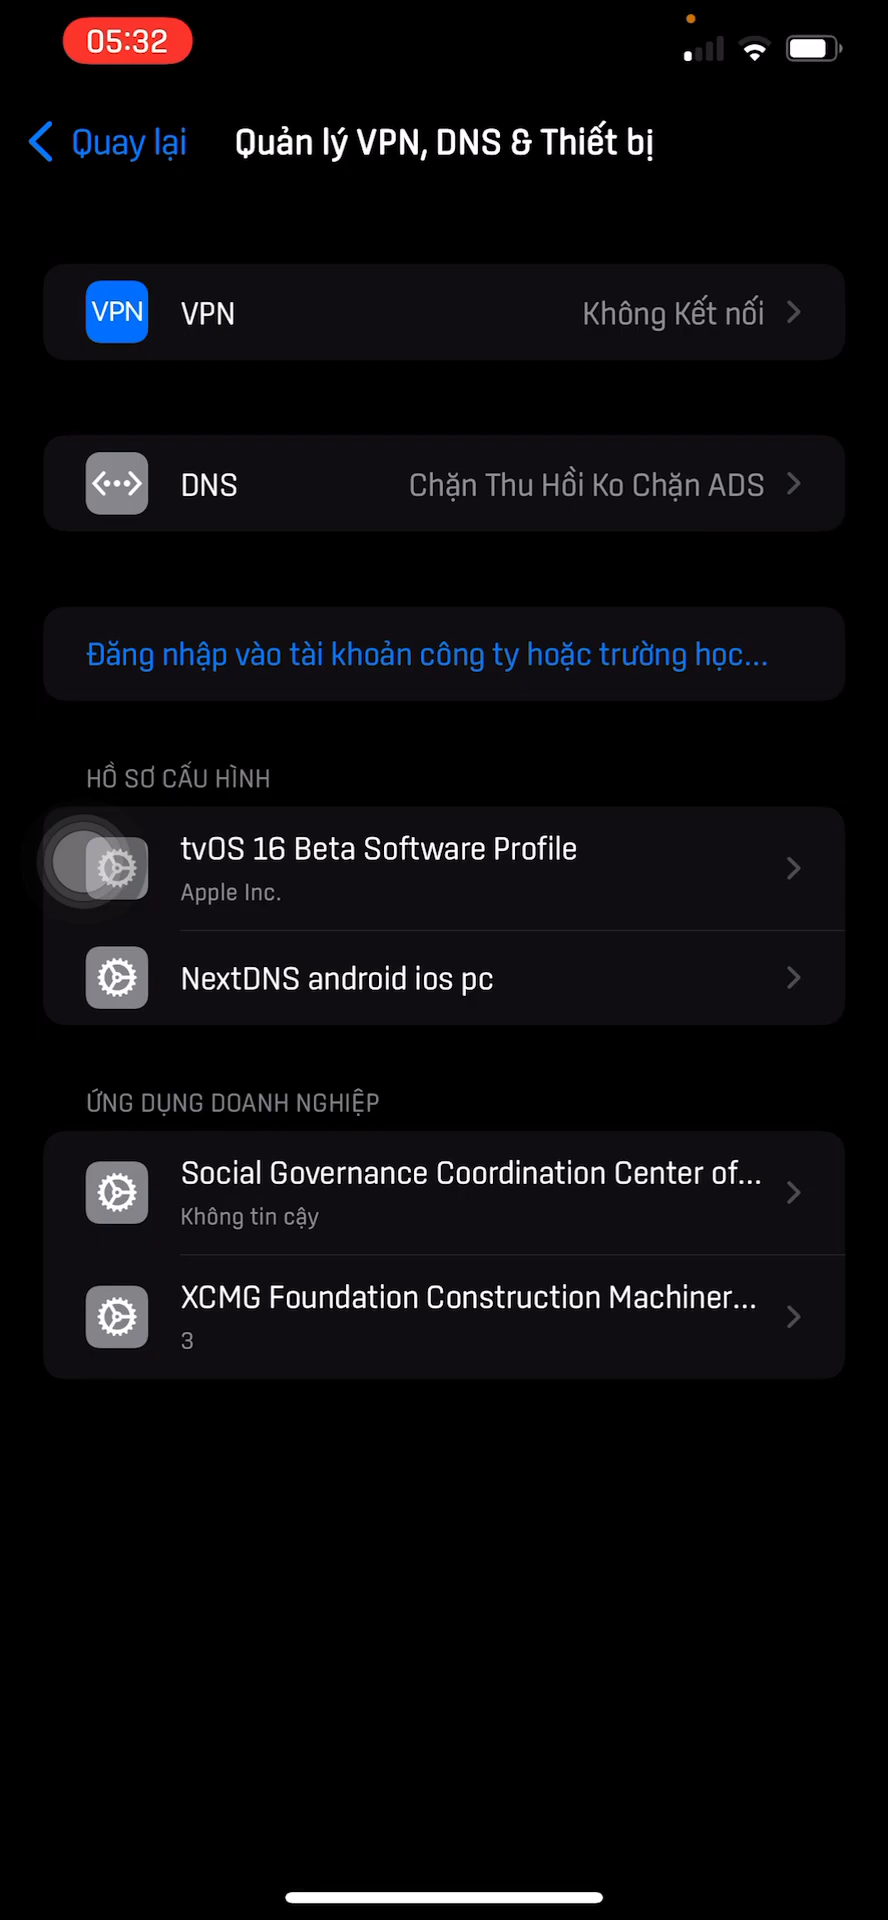 05:32
Quay lại
Quản lý VPN, DNS & Thiết bị
VPN
VPN
Không Kết nối
DNS
Chặn Thu Hồi Ko Chặn ADS
Đăng nhập vào tài khoản công ty hoặc trường học...
HỒ SƠ CẤU HÌNH
tvOS 16 Beta Software Profile
Apple Inc.
NextDNS android ios pc
ỨNG DỤNG DOANH NGHIỆP
Social Governance Coordination Center of...
Không tin cậy
XCMG Foundation Construction Machiner...
3